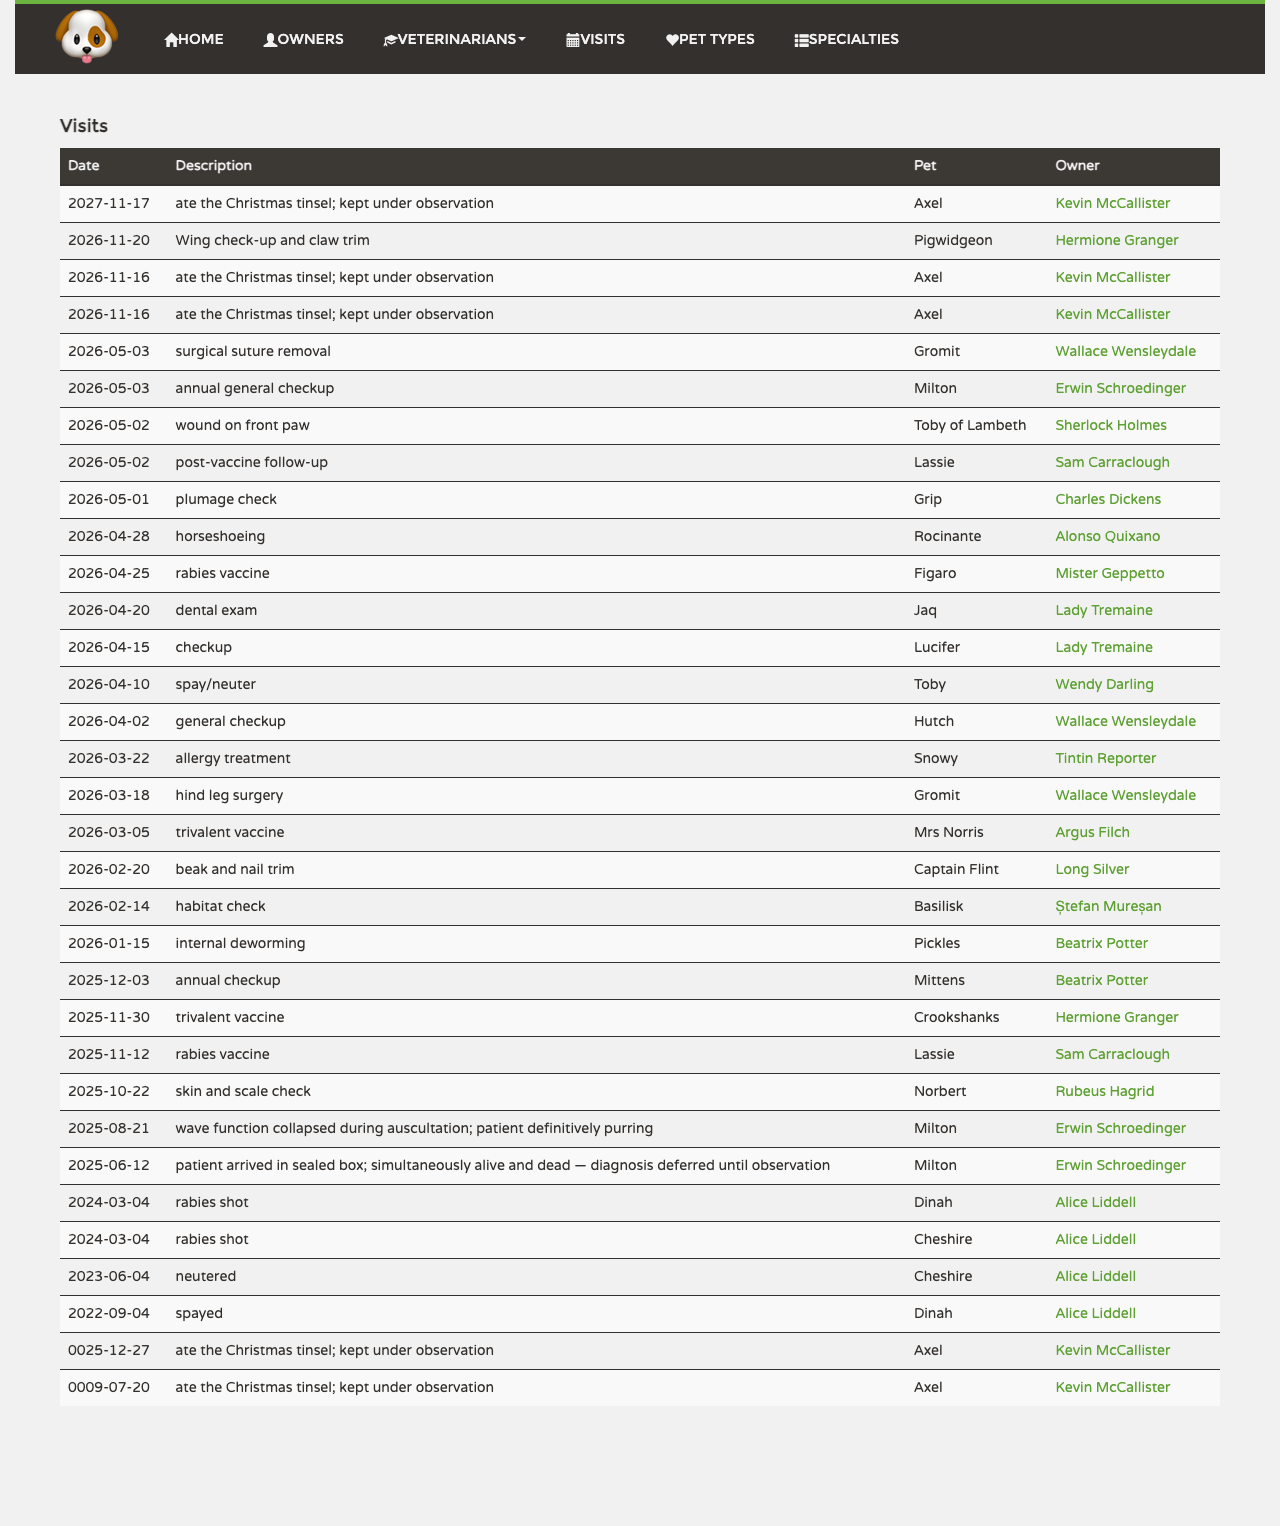 HOME OWNERS VETERINARIANS VISITS PET TYPES SPECIALTIES
Visits
Date Description Pet Owner
2027-11-17 ate the Christmas tinsel; kept under observation Axel Kevin McCallister
2026-11-20 Wing check-up and claw trim Pigwidgeon Hermione Granger
2026-11-16 ate the Christmas tinsel; kept under observation Axel Kevin McCallister
2026-11-16 ate the Christmas tinsel; kept under observation Axel Kevin McCallister
2026-05-03 surgical suture removal Gromit Wallace Wensleydale
2026-05-03 annual general checkup Milton Erwin Schroedinger
2026-05-02 wound on front paw Toby of Lambeth Sherlock Holmes
2026-05-02 post-vaccine follow-up Lassie Sam Carraclough
2026-05-01 plumage check Grip Charles Dickens
2026-04-28 horseshoeing Rocinante Alonso Quixano
2026-04-25 rabies vaccine Figaro Mister Geppetto
2026-04-20 dental exam Jaq Lady Tremaine
2026-04-15 checkup Lucifer Lady Tremaine
2026-04-10 spay/neuter Toby Wendy Darling
2026-04-02 general checkup Hutch Wallace Wensleydale
2026-03-22 allergy treatment Snowy Tintin Reporter
2026-03-18 hind leg surgery Gromit Wallace Wensleydale
2026-03-05 trivalent vaccine Mrs Norris Argus Filch
2026-02-20 beak and nail trim Captain Flint Long Silver
2026-02-14 habitat check Basilisk Ștefan Mureșan
2026-01-15 internal deworming Pickles Beatrix Potter
2025-12-03 annual checkup Mittens Beatrix Potter
2025-11-30 trivalent vaccine Crookshanks Hermione Granger
2025-11-12 rabies vaccine Lassie Sam Carraclough
2025-10-22 skin and scale check Norbert Rubeus Hagrid
2025-08-21 wave function collapsed during auscultation; patient definitively purring Milton Erwin Schroedinger
2025-06-12 patient arrived in sealed box; simultaneously alive and dead — diagnosis deferred until observation Milton Erwin Schroedinger
2024-03-04 rabies shot Dinah Alice Liddell
2024-03-04 rabies shot Cheshire Alice Liddell
2023-06-04 neutered Cheshire Alice Liddell
2022-09-04 spayed Dinah Alice Liddell
0025-12-27 ate the Christmas tinsel; kept under observation Axel Kevin McCallister
0009-07-20 ate the Christmas tinsel; kept under observation Axel Kevin McCallister